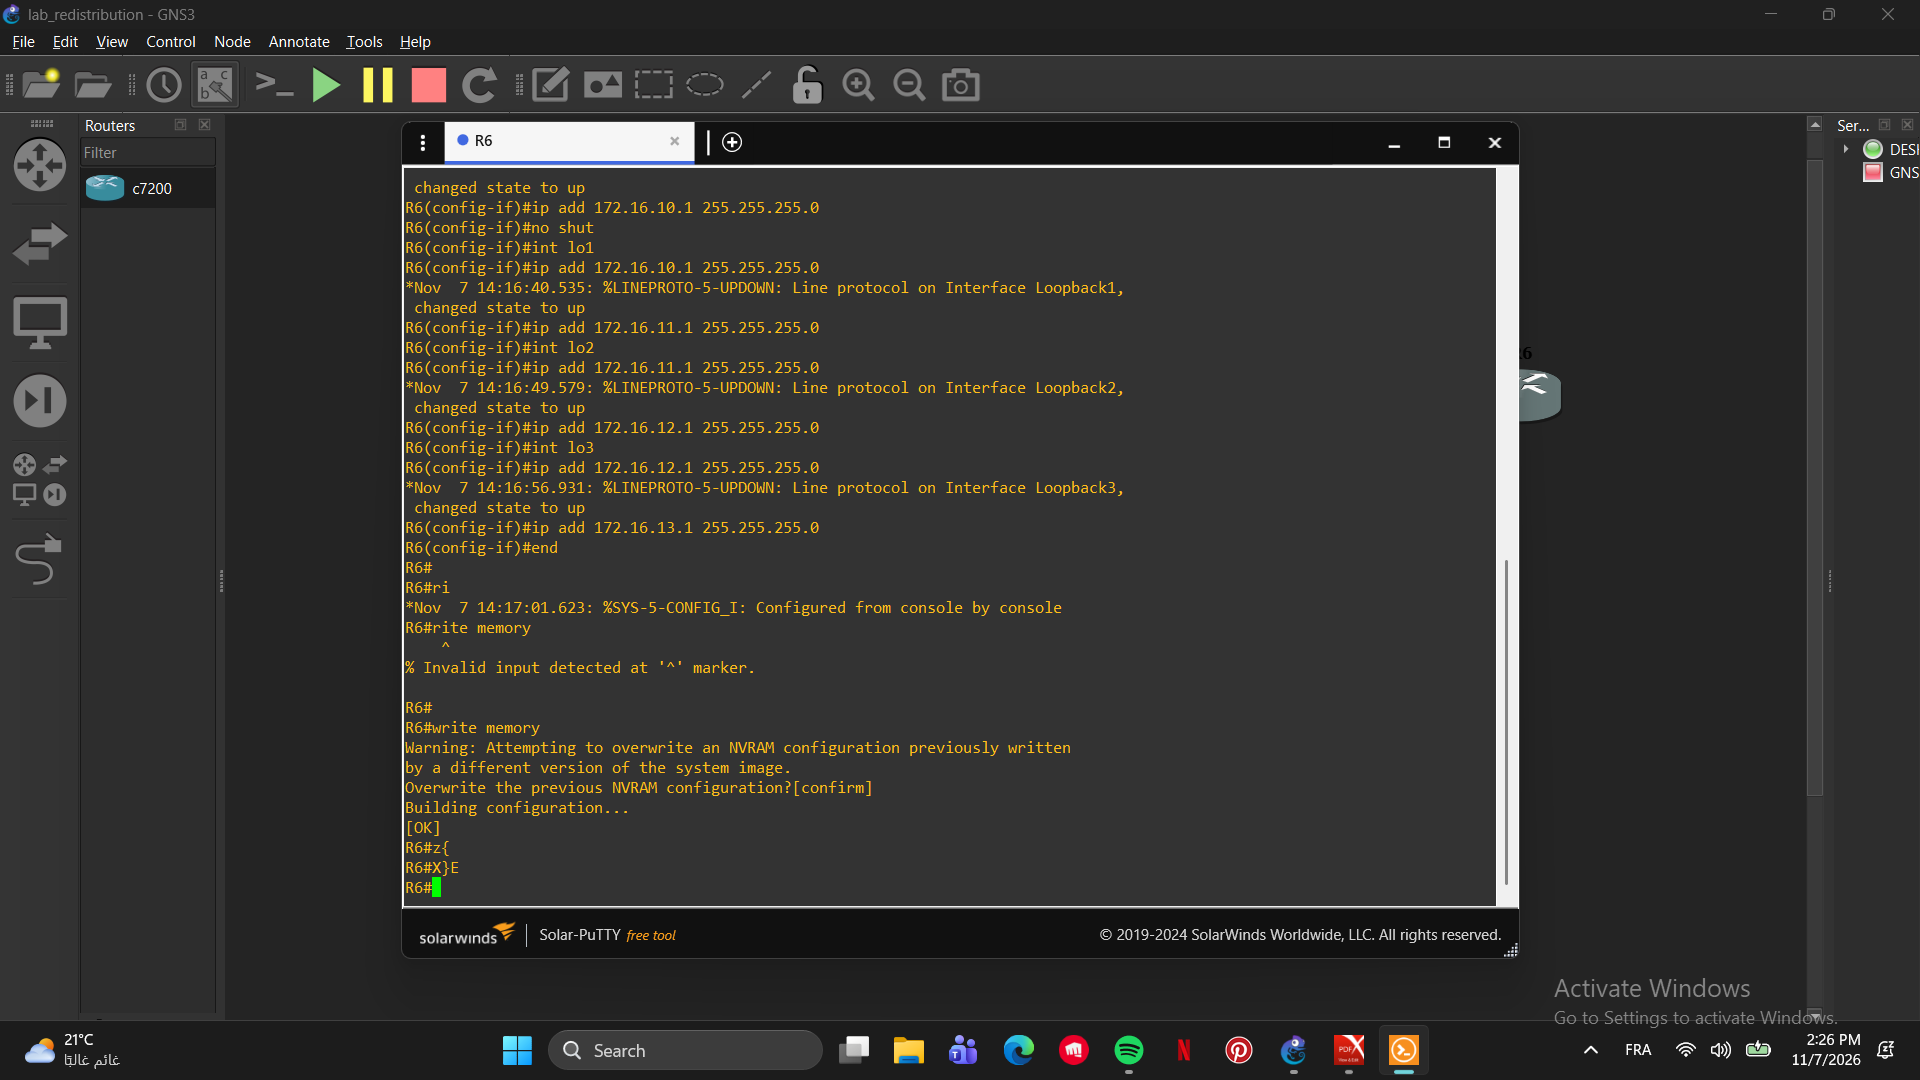 lab_redistribution - GNS3
File Edit View Control Node Annotate Tools Help
Routers
Filter
c7200
R6
changed state to up
R6(config-if)#ip add 172.16.10.1 255.255.255.0
R6(config-if)#no shut
R6(config-if)#int lo1
R6(config-if)#ip add 172.16.10.1 255.255.255.0
*Nov  7 14:16:40.535: %LINEPROTO-5-UPDOWN: Line protocol on Interface Loopback1,
changed state to up
R6(config-if)#ip add 172.16.11.1 255.255.255.0
R6(config-if)#int lo2
R6(config-if)#ip add 172.16.11.1 255.255.255.0
*Nov  7 14:16:49.579: %LINEPROTO-5-UPDOWN: Line protocol on Interface Loopback2,
changed state to up
R6(config-if)#ip add 172.16.12.1 255.255.255.0
R6(config-if)#int lo3
R6(config-if)#ip add 172.16.12.1 255.255.255.0
*Nov  7 14:16:56.931: %LINEPROTO-5-UPDOWN: Line protocol on Interface Loopback3,
changed state to up
R6(config-if)#ip add 172.16.13.1 255.255.255.0
R6(config-if)#end
R6#
R6#ri
*Nov  7 14:17:01.623: %SYS-5-CONFIG_I: Configured from console by console
R6#rite memory
^
% Invalid input detected at '^' marker.
R6#
R6#write memory
Warning: Attempting to overwrite an NVRAM configuration previously written
by a different version of the system image.
Overwrite the previous NVRAM configuration?[confirm]
Building configuration...
[OK]
R6#z{
R6#X}E
R6#
solarwinds Solar-PuTTY free tool
© 2019-2024 SolarWinds Worldwide, LLC. All rights reserved.
Ser...
DESI
GNS
Activate Windows
Go to Settings to activate Windows.
21°C
غائم غالبًا
Search
FRA
2:26 PM
11/7/2026